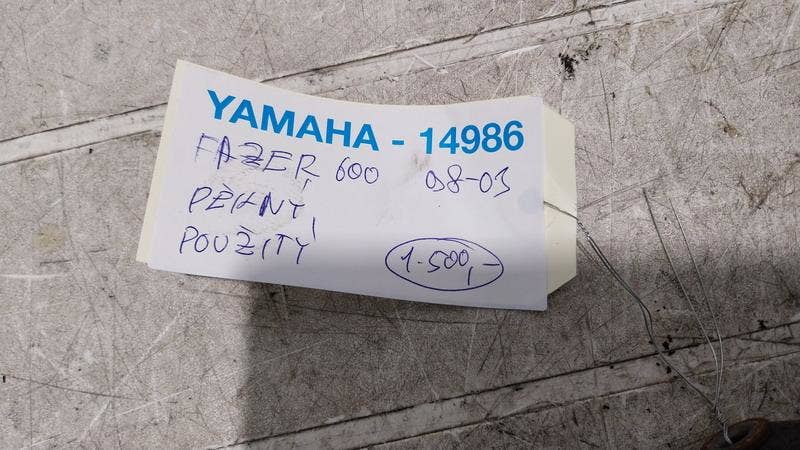 YAMAHA - 14986
FAZER, 600 98-03
PĚKNÝ,
POUŽITÝ
1.500,-